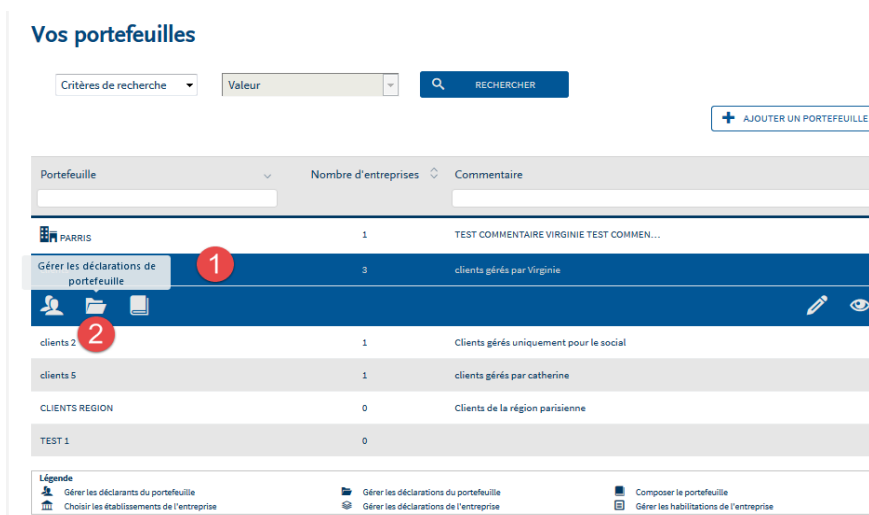 Vos portefeuilles
Critères de recherche Valeur RECHERCHER
AJOUTER UN PORTEFEUILLE
Portefeuille Nombre d'entreprises Commentaire
PARRIS 1 TEST COMMENTAIRE VIRGINIE TEST COMMEN...
Gérer les déclarations de
portefeuille
1 3 clients gérés par Virginie
2
clients 2 1 Clients gérés uniquement pour le social
clients 5 1 clients gérés par catherine
CLIENTS REGION 0 Clients de la région parisienne
TEST 1 0
Légende
Gérer les déclarants du portefeuille Gérer les déclarations du portefeuille Composer le portefeuille
Choisir les établissements de l'entreprise Gérer les déclarations de l'entreprise Gérer les habilitations de l'entreprise